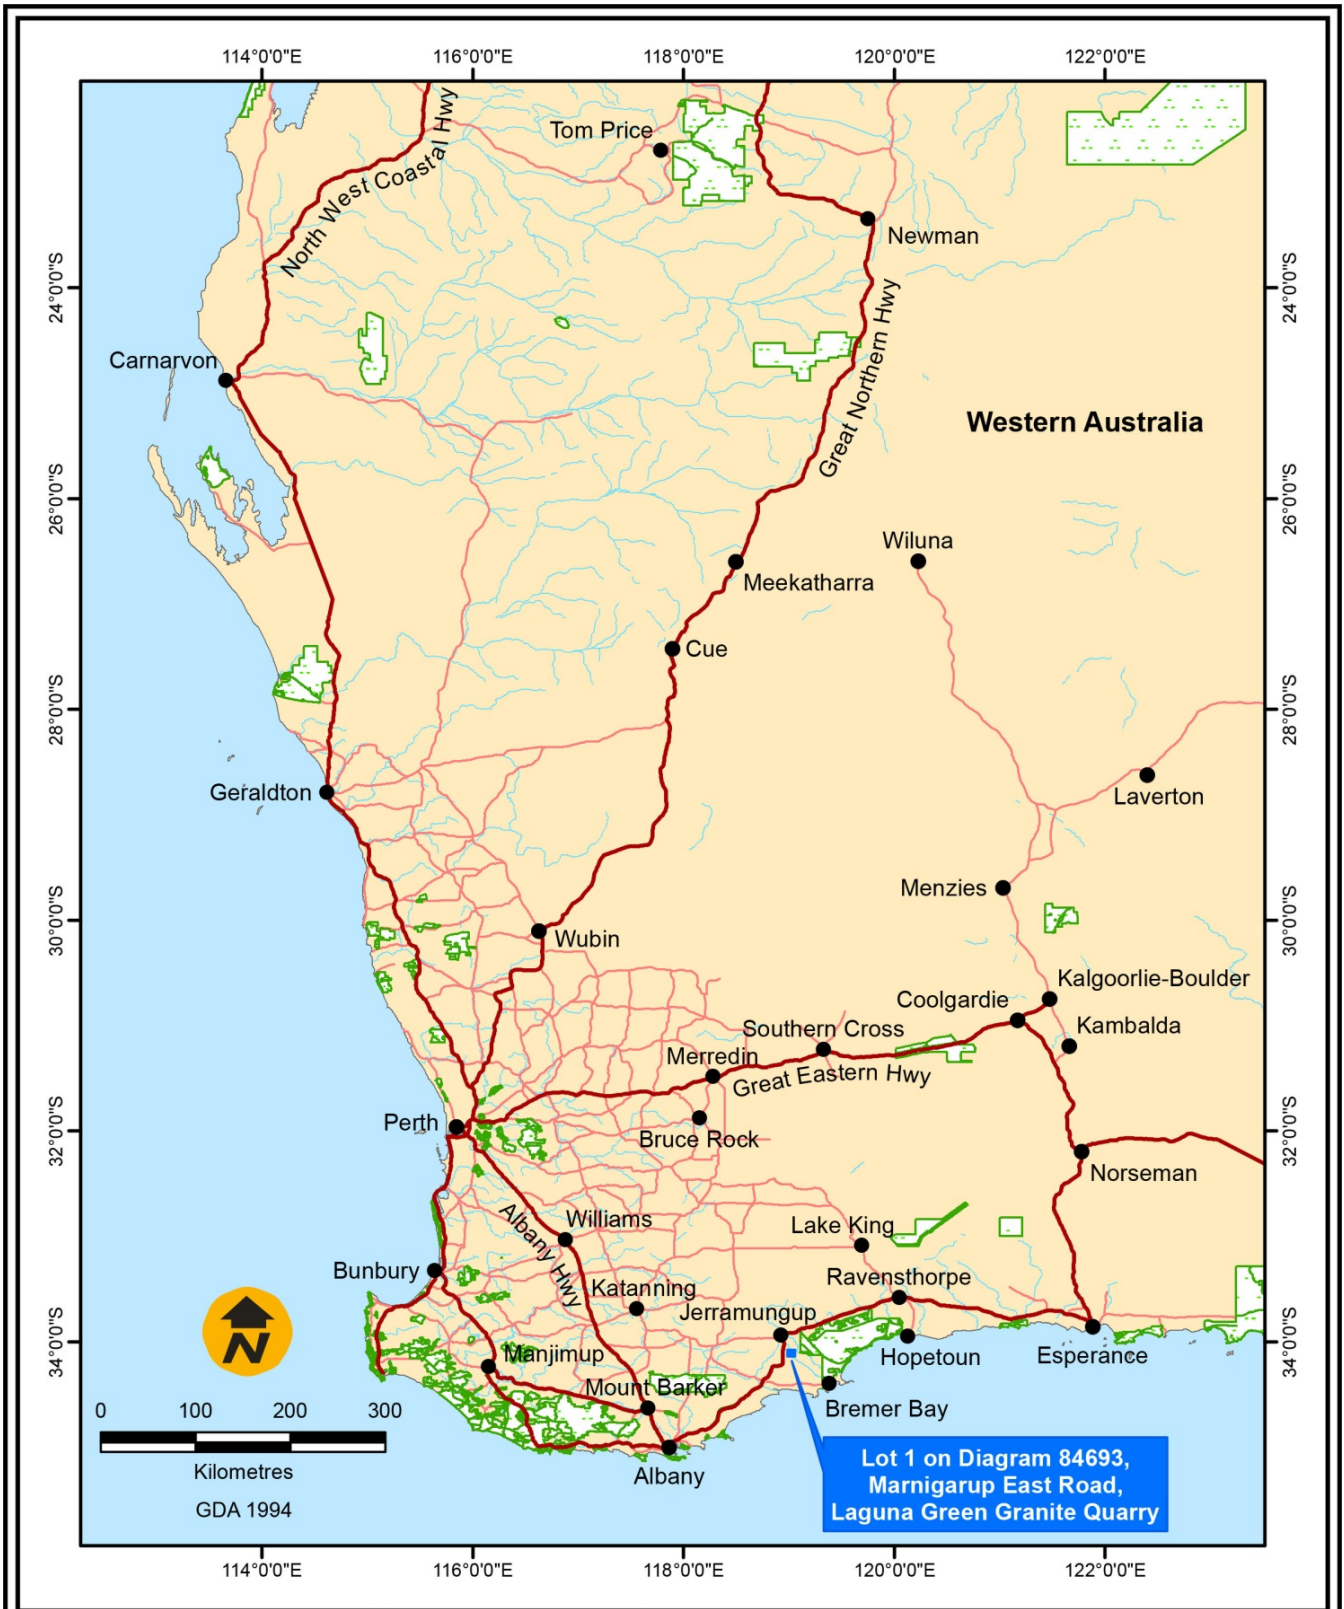 114°0'0"E
116°0'0"E
118°0'0"E
120°0'0"E
122°0'0"E
North West Coastal Hwy
Tom Price
Newman
24°0'0"S
24°0'0"S
Great Northern Hwy
Carnarvon
Western Australia
26°0'0"S
26°0'0"S
Wiluna
Meekatharra
Cue
28°0'0"S
28°0'0"S
Geraldton
Laverton
Menzies
30°0'0"S
30°0'0"S
Wubin
Kalgoorlie-Boulder
Coolgardie
Kambalda
Southern Cross
Merredin
Great Eastern Hwy
Perth
Bruce Rock
32°0'0"S
32°0'0"S
Norseman
Albany Hwy
Williams
Lake King
Bunbury
Ravensthorpe
Katanning
Jerramungup
34°0'0"S
34°0'0"S
N
Manjimup
Hopetoun
Esperance
Mount Barker
Bremer Bay
0 100 200 300
Kilometres
GDA 1994
Albany
Lot 1 on Diagram 84693,
Marnigarup East Road,
Laguna Green Granite Quarry
114°0'0"E
116°0'0"E
118°0'0"E
120°0'0"E
122°0'0"E